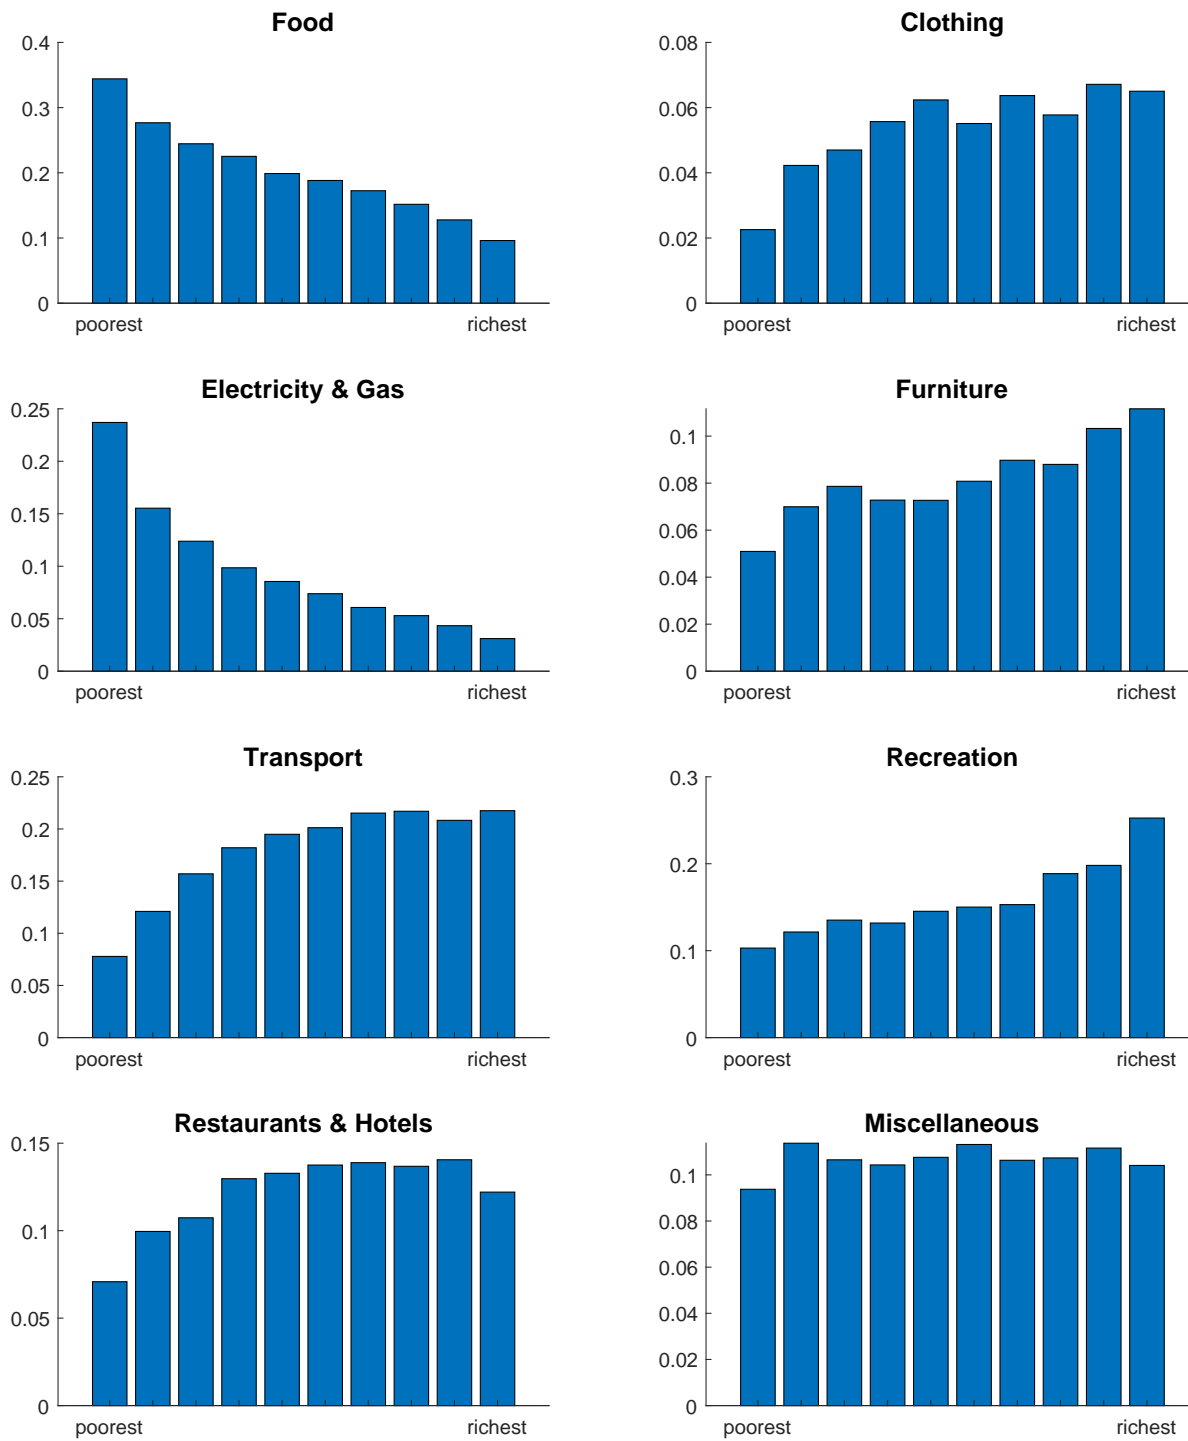 Food
0.4
0.3
0.2
0.1
0
poorest richest
Clothing
0.08
0.06
0.04
0.02
0
poorest richest
Electricity & Gas
0.25
0.2
0.15
0.1
0.05
0
poorest richest
Furniture
0.1
0.08
0.06
0.04
0.02
0
poorest richest
Transport
0.25
0.2
0.15
0.1
0.05
0
poorest richest
Recreation
0.3
0.2
0.1
0
poorest richest
Restaurants & Hotels
0.15
0.1
0.05
0
poorest richest
Miscellaneous
0.1
0.08
0.06
0.04
0.02
0
poorest richest